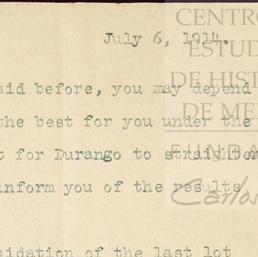 CENTRO
ESTUD
DE HIST
DE ME
FUNDA
Carlos
July 6, 1914.
aid before, you may depend
the best for you under the
t for Durango to straighten
inform you of the results
idation of the last lot